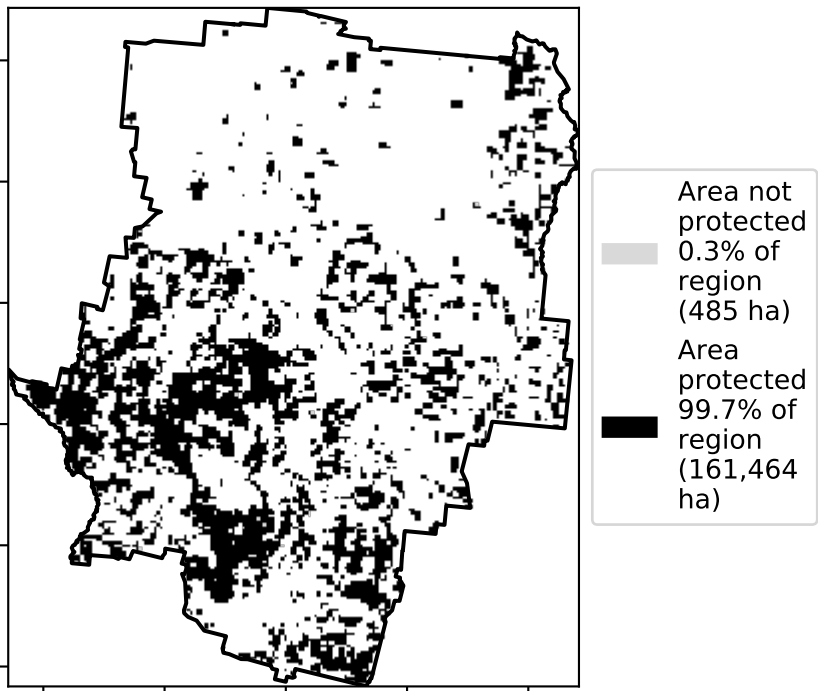 Area not
protected
0.3% of
region
(485 ha)
Area
protected
99.7% of
region
(161,464
ha)